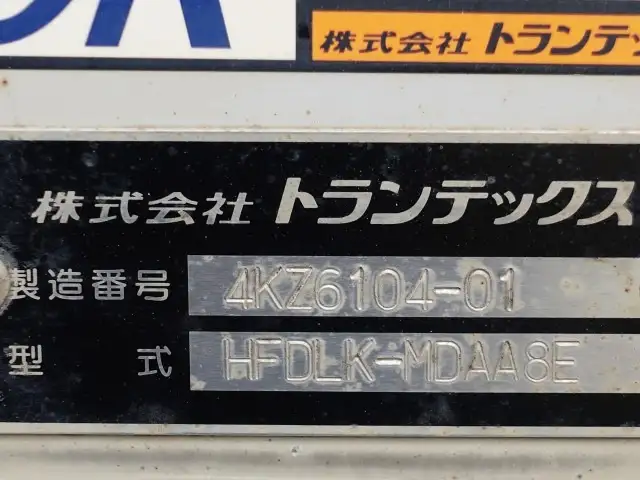 株式会社 トランテッ
株式会社 トランテックス
製造番号 4KZ6104-01
型式 HFDLK-MDAA8E